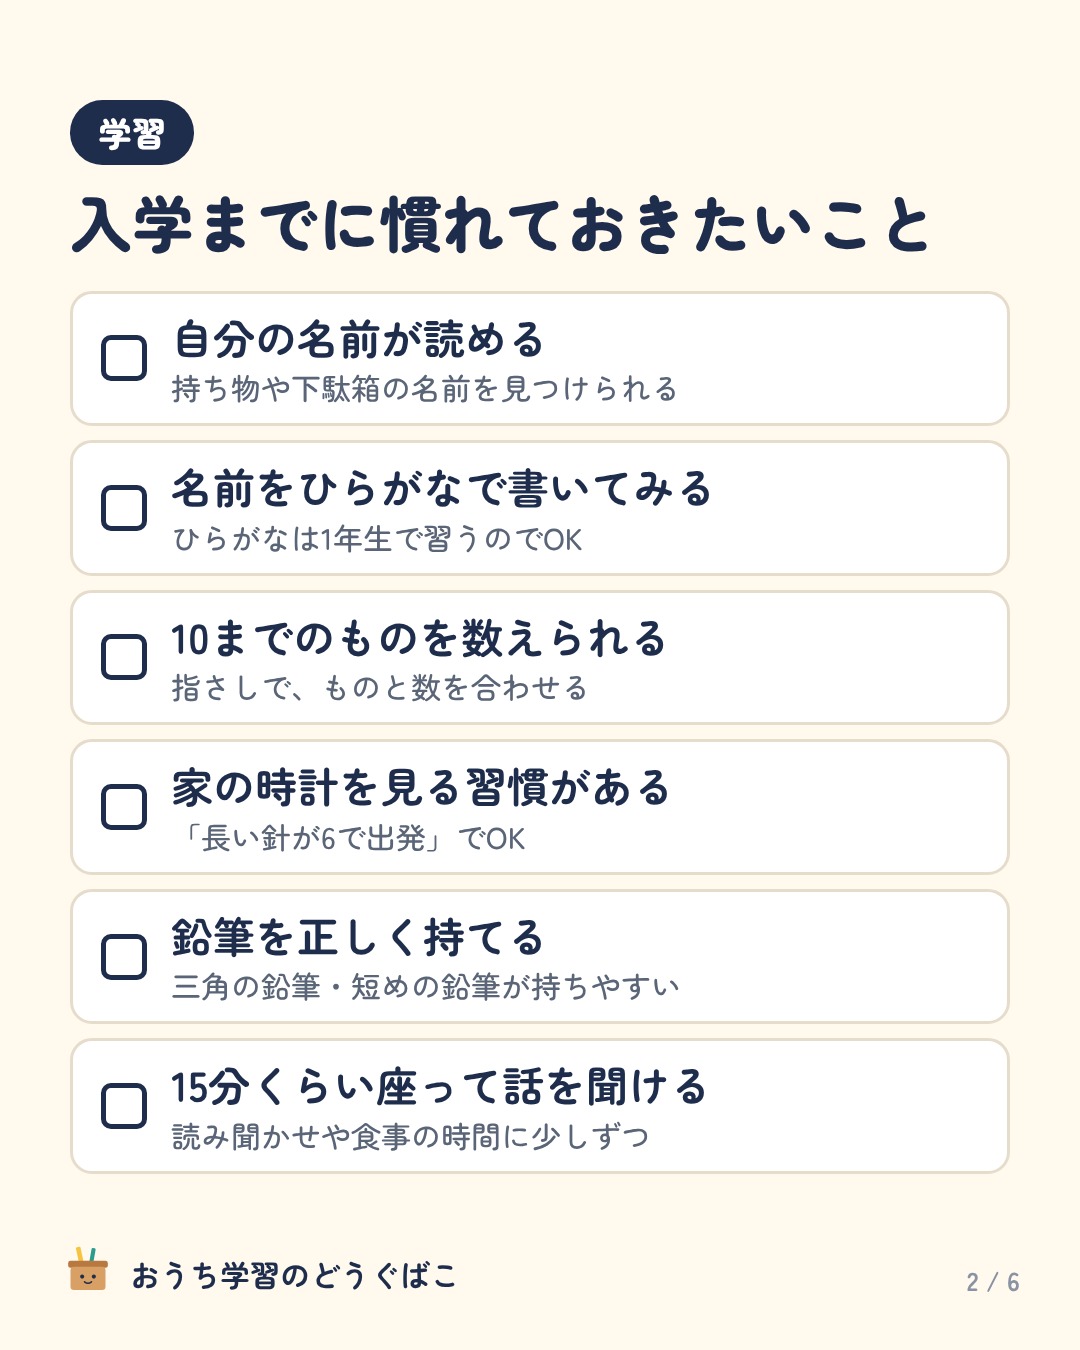 学習
入学までに慣れておきたいこと
自分の名前が読める
持ち物や下駄箱の名前を見つけられる
名前をひらがなで書いてみる
ひらがなは1年生で習うのでOK
10までのものを数えられる
指さしで、ものと数を合わせる
家の時計を見る習慣がある
「長い針が6で出発」でOK
鉛筆を正しく持てる
三角の鉛筆・短めの鉛筆が持ちやすい
15分くらい座って話を聞ける
読み聞かせや食事の時間に少しずつ
おうち学習のどうぐばこ
2 / 6